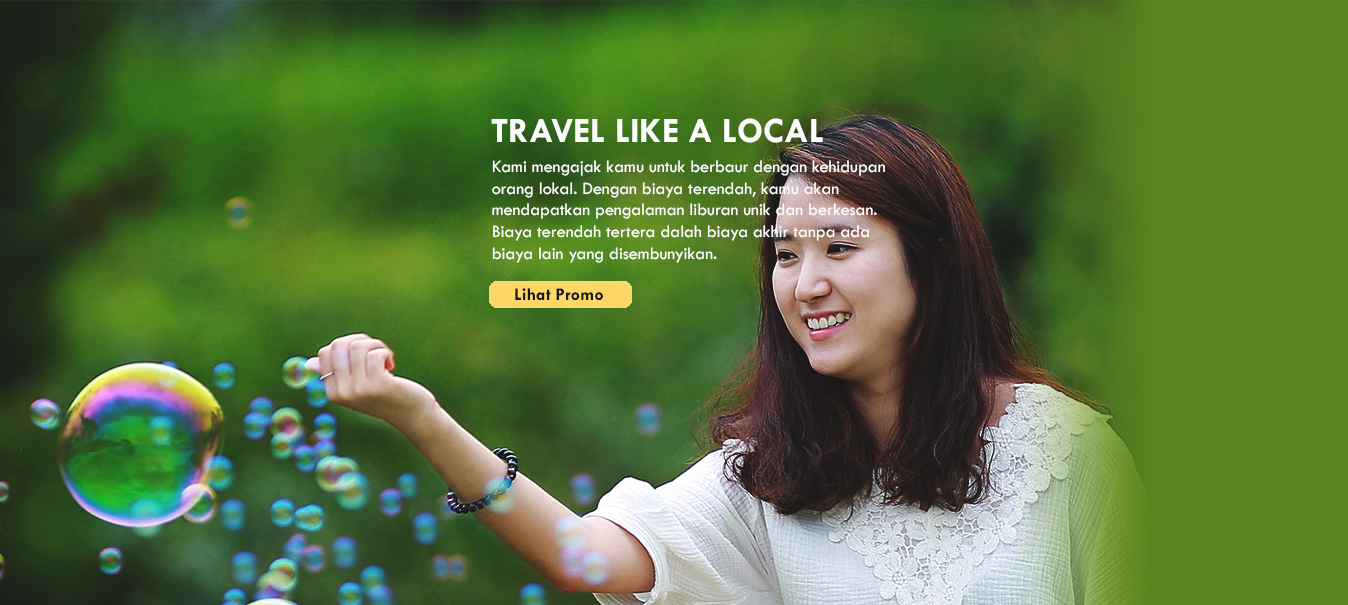 TRAVEL LIKE A LOCAL
Kami mengajak kamu untuk berbaur dengan kehidupan
orang lokal. Dengan biaya terendah, kamu akan
mendapatkan pengalaman liburan unik dan berkesan.
Biaya terendah tertera dalah biaya akhir tanpa ada
biaya lain yang disembunyikan.
Lihat Promo